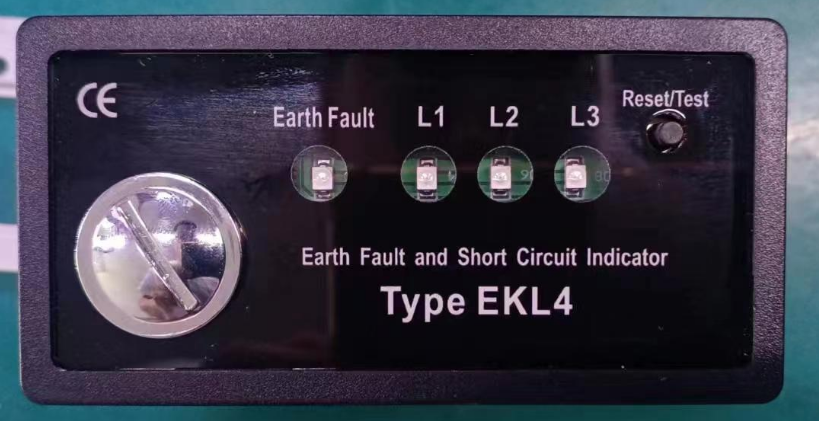 CE
Reset/Test
Earth Fault L1 L2 L3
Earth Fault and Short Circuit Indicator
Type EKL4